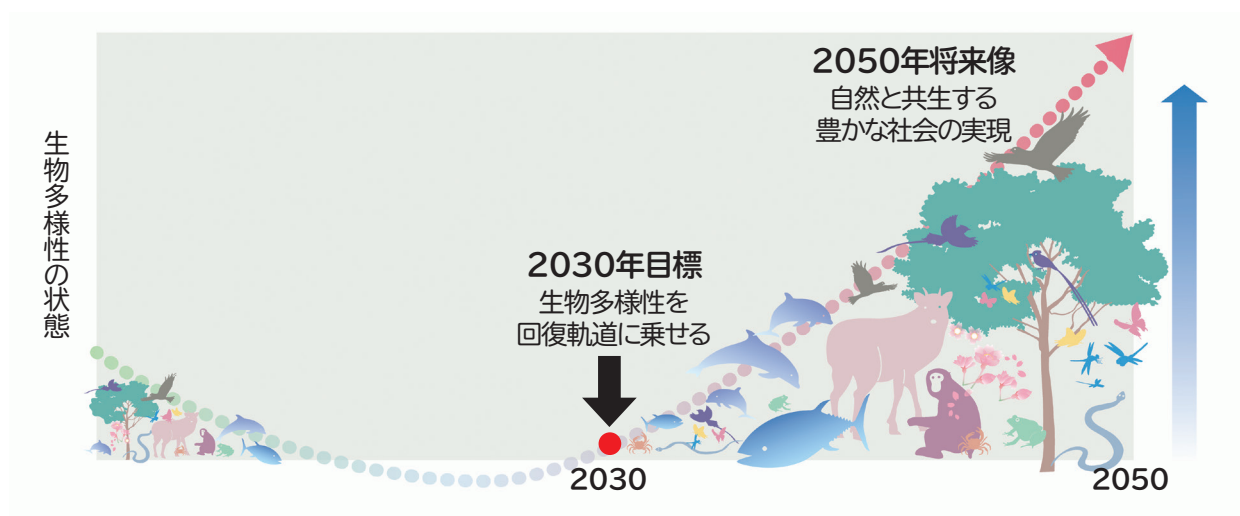 2050年将来像
自然と共生する
豊かな社会の実現
生物多様性の状態
2030年目標
生物多様性を
回復軌道に乗せる
2030
2050